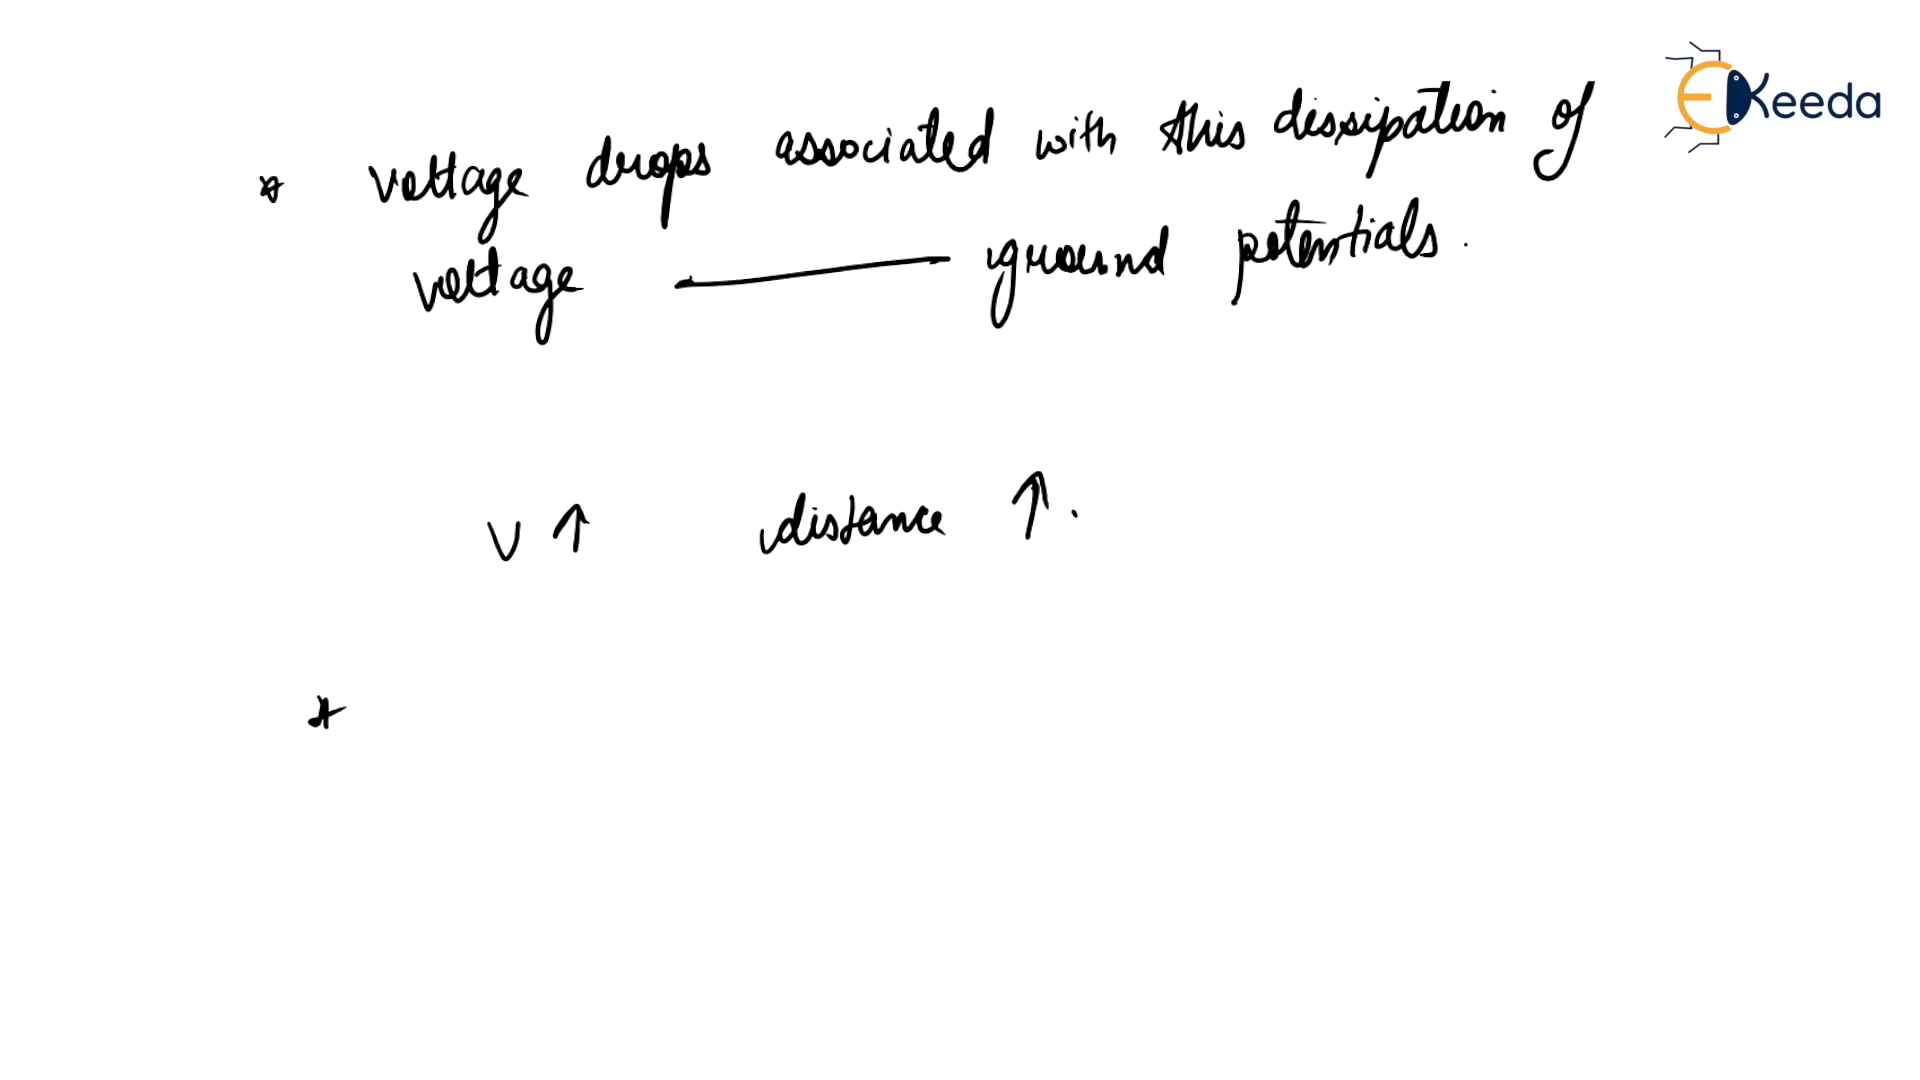 EKeeda
* voltage drops associated with this dissipation of
voltage —— ground potentials.
V ↑ distance ↑.
*